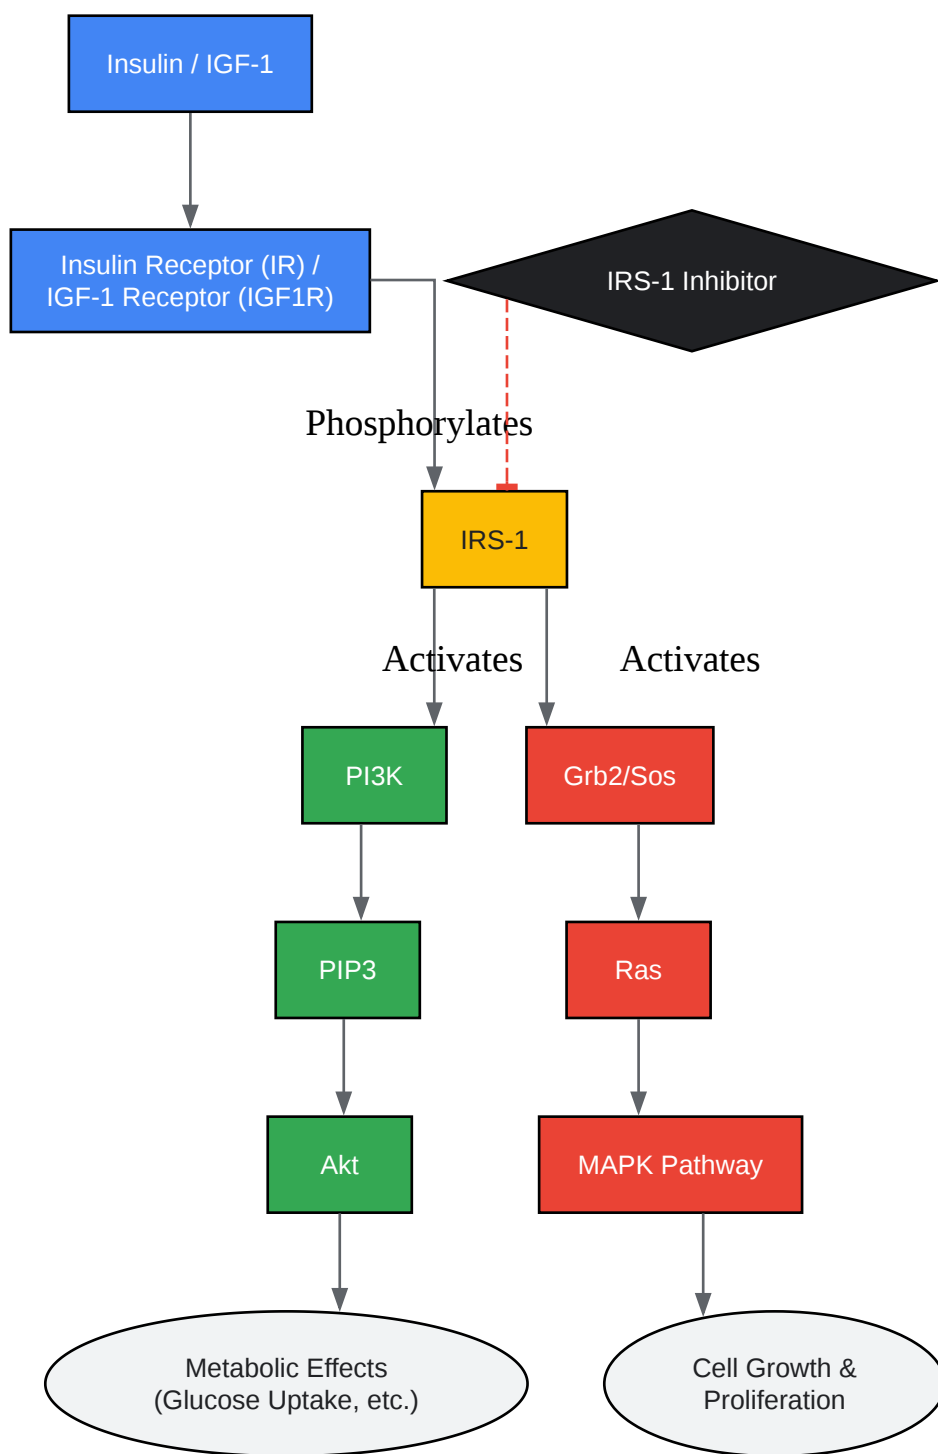 Insulin / IGF-1
Insulin Receptor (IR) /
IGF-1 Receptor (IGF1R)
IRS-1 Inhibitor
Phosphorylates
IRS-1
Activates
Activates
PI3K
Grb2/Sos
PIP3
Ras
Akt
MAPK Pathway
Metabolic Effects
(Glucose Uptake, etc.)
Cell Growth &
Proliferation